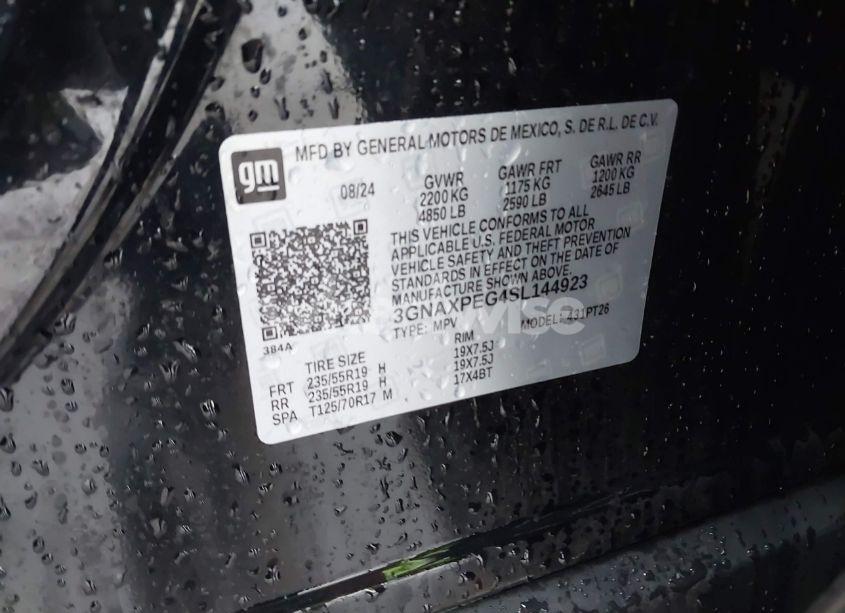 gm
MFD BY GENERAL MOTORS DE MEXICO, S. DE R.L. DE C.V.
08/24
GVWR GAWR FRT GAWR RR
2200 KG 1175 KG 1200 KG
4850 LB 2590 LB 2645 LB
THIS VEHICLE CONFORMS TO ALL
APPLICABLE U.S. FEDERAL MOTOR
VEHICLE SAFETY AND THEFT PREVENTION
STANDARDS IN EFFECT ON THE DATE OF
MANUFACTURE SHOWN ABOVE.
3GNAXPEG4SL144923
TYPE: MPV MODEL: 431PT26
384A
TIRE SIZE RIM
FRT 235/55R19 H 19X7.5J
RR 235/55R19 H 19X7.5J
SPA T125/70R17 M 17X4BT